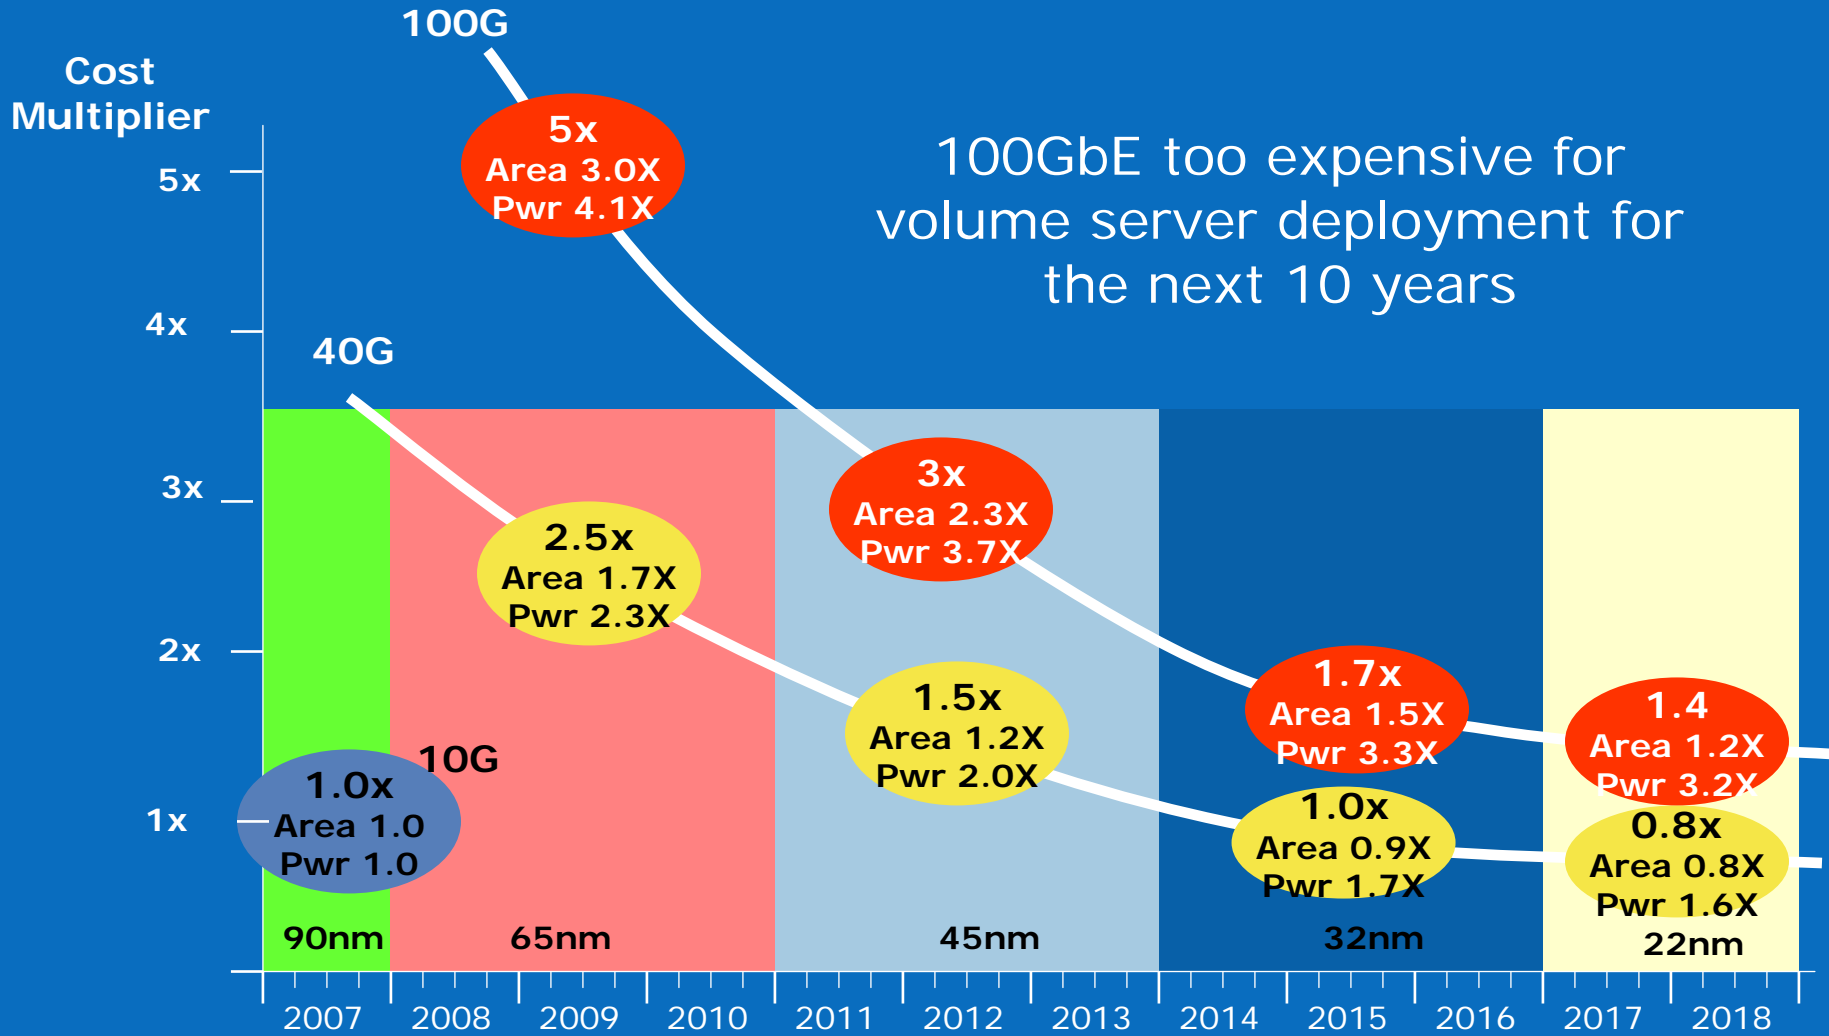 100G
Cost
Multiplier
5x
4x
3x
2x
1x
100GbE too expensive for
volume server deployment for
the next 10 years
5x
Area 3.0X
Pwr 4.1X
40G
3x
Area 2.3X
Pwr 3.7X
2.5x
Area 1.7X
Pwr 2.3X
1.7x
Area 1.5X
Pwr 3.3X
1.4
Area 1.2X
Pwr 3.2X
1.5x
Area 1.2X
Pwr 2.0X
10G
1.0x
Area 1.0
Pwr 1.0
1.0x
Area 0.9X
Pwr 1.7X
0.8x
Area 0.8X
Pwr 1.6X
90nm
65nm
45nm
32nm
22nm
2007 2008 2009 2010 2011 2012 2013 2014 2015 2016 2017 2018